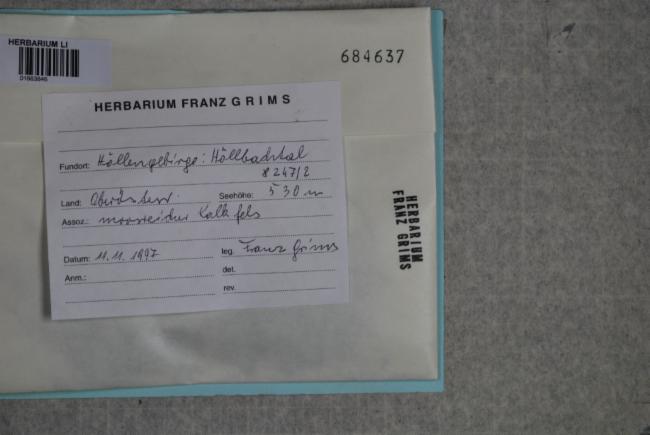 HERBARIUM LI
684637
HERBARIUM FRANZ GRIMS
Fundort: Höllengebirge: Höllbachtal
8247/2
Land: Oberösterr. Seehöhe: 530 m
Assoz.: moosreicher Kalkfels
Datum: 11.11.1997 leg. Franz Grims
Anm.: det.
rev.
HERBARIUM
FRANZ GRIMS